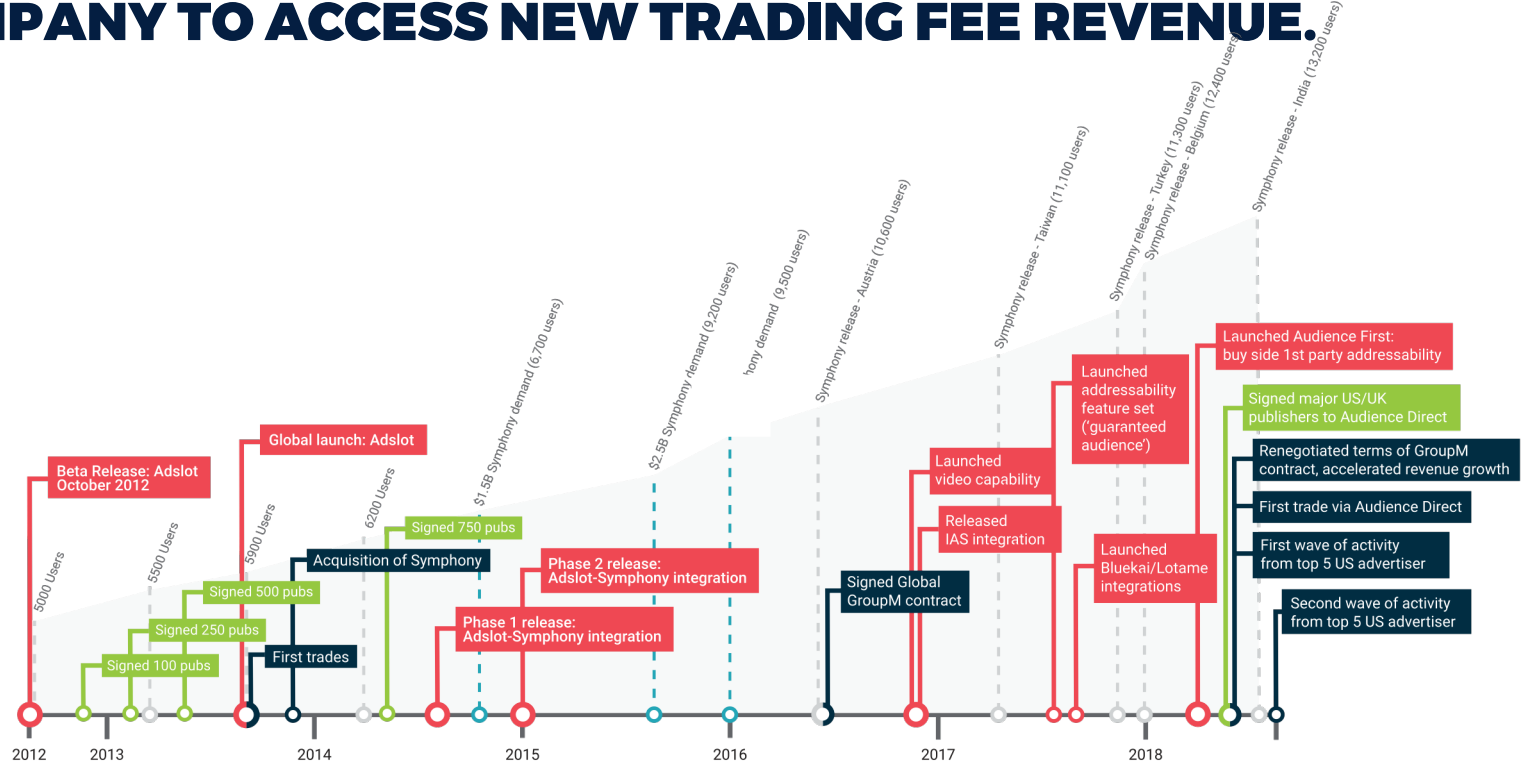 TO ACCESS NEW TRADING FEE REVENUE.
Beta Release: Adslot
October 2012
5000 Users
Signed 100 pubs
Signed 250 pubs
5500 Users
Signed 500 pubs
Global launch: Adslot
5900 Users
First trades
Acquisition of Symphony
6200 Users
Signed 750 pubs
Phase 1 release:
Adslot-Symphony integration
$1.5B Symphony demand (6,700 users)
Phase 2 release:
Adslot-Symphony integration
$2.5B Symphony demand (9,200 users)
demand (9,500 users)
Symphony release - Austria (10,600 users)
Signed Global
GroupM contract
Launched
video capability
Released
IAS integration
Symphony release - Taiwan (11,100 users)
Launched
addressability
feature set
('guaranteed
audience')
Launched
Bluekai/Lotame
integrations
Symphony release - Turkey (11,300 users)
Symphony release - Belgium (12,400 users)
Launched Audience First:
buy side 1st party addressability
Signed major US/UK
publishers to Audience Direct
Renegotiated terms of GroupM
contract, accelerated revenue growth
First trade via Audience Direct
First wave of activity
from top 5 US advertiser
Symphony release - India (13,200 users)
Second wave of activity
from top 5 US advertiser
2012
2013
2014
2015
2016
2017
2018